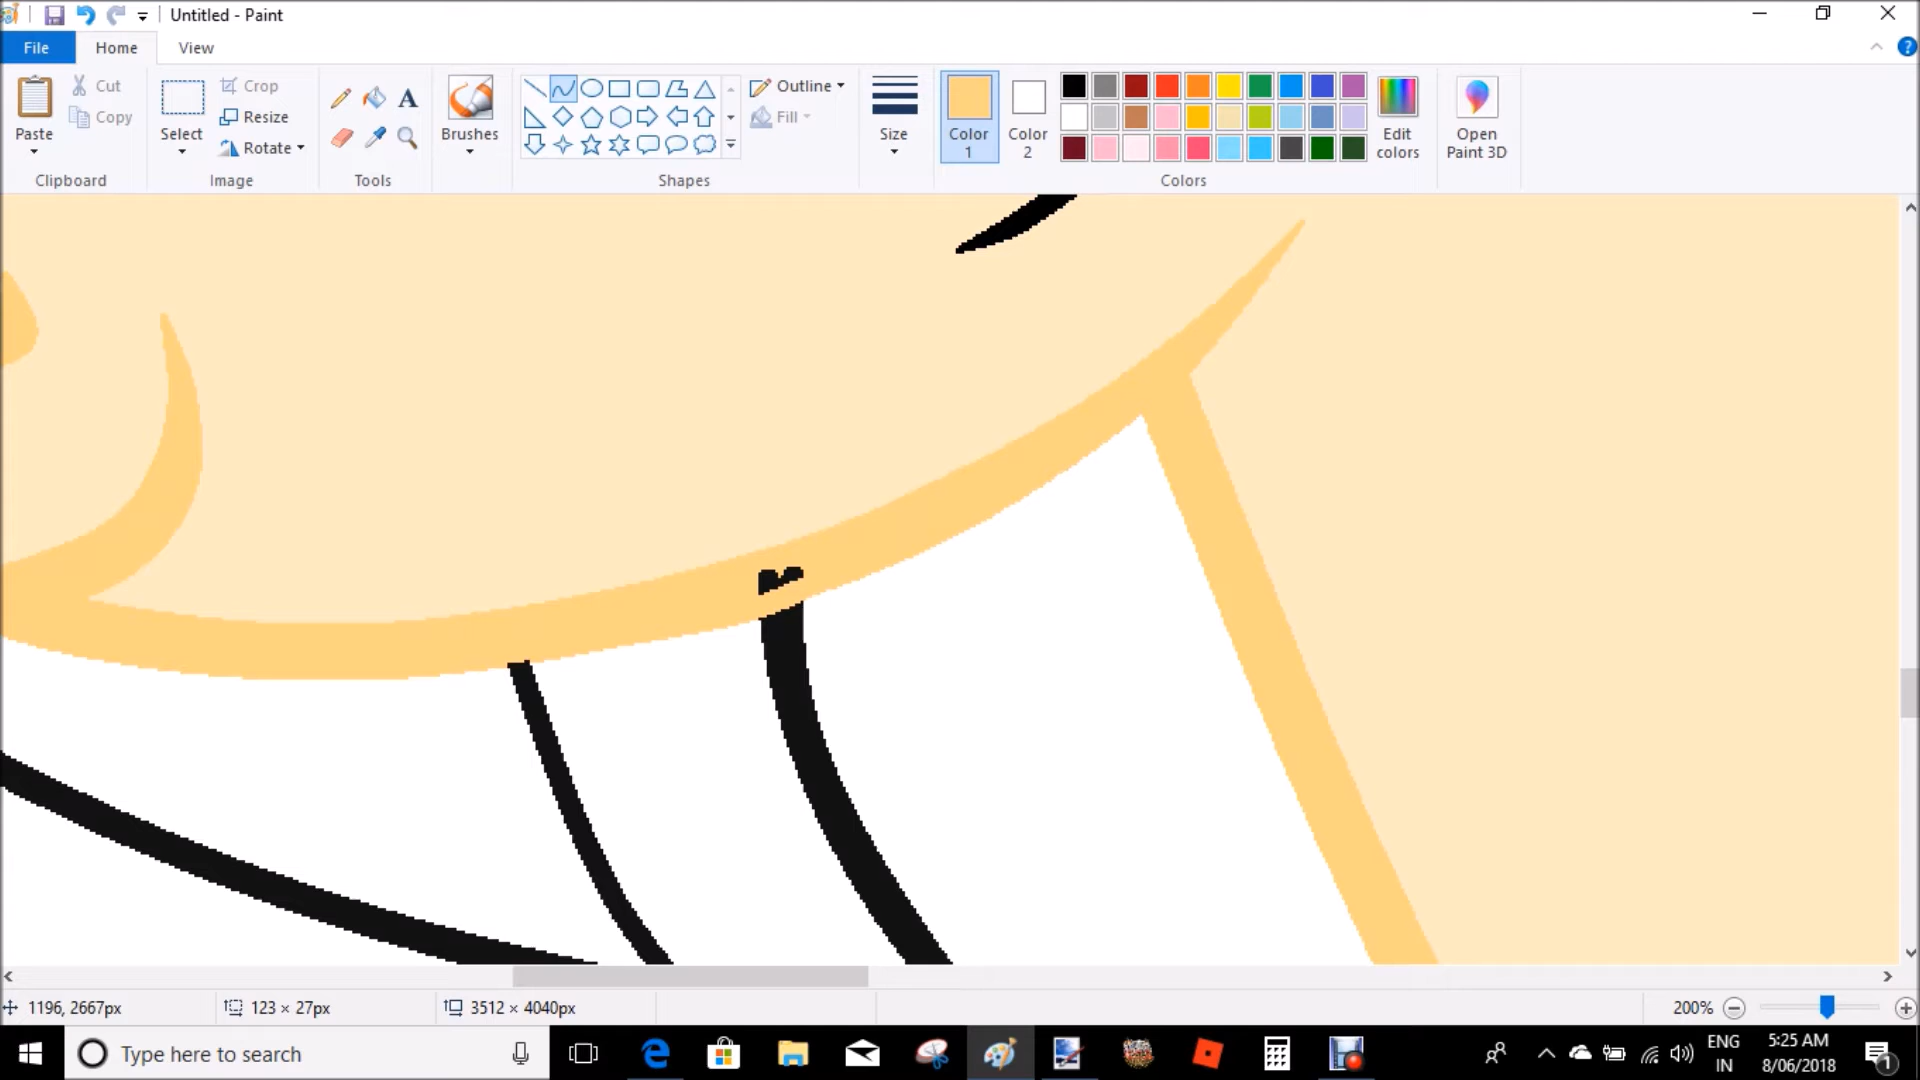 Untitled - Paint
File
Home
View
Paste
Cut
Copy
Clipboard
Select
Crop
Resize
Rotate
Image
A
Tools
Brushes
Shapes
Outline
Fill
Size
Color 1
Color 2
Edit colors
Colors
Open Paint 3D
?
1196, 2667px
123 × 27px
3512 × 4040px
200%
Type here to search
ENG
IN
5:25 AM
8/06/2018
1